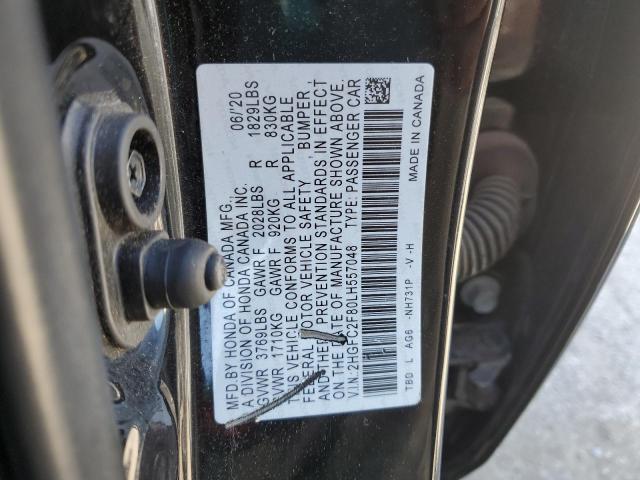 MFD. BY HONDA OF CANADA MFG., 06/'20
A DIVISION OF HONDA CANADA INC.
GVWR 3769LBS GAWR F 2028LBS R 1829LBS
GVWR 1710KG GAWR F 920KG R 830KG
THIS VEHICLE CONFORMS TO ALL APPLICABLE
FEDERAL MOTOR VEHICLE SAFETY, BUMPER,
AND THEFT PREVENTION STANDARDS, IN EFFECT
ON THE DATE OF MANUFACTURE SHOWN ABOVE.
V.I.N.: 2HGFC2F80LH557048 TYPE: PASSENGER CAR
TBD L AG6 -NH731P -V -H MADE IN CANADA